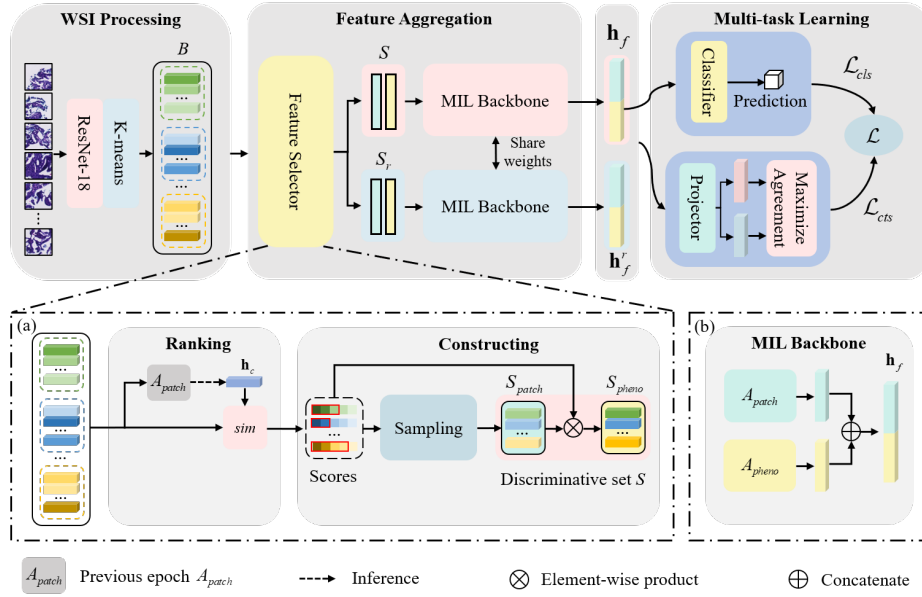 WSI Processing
Feature Aggregation
Multi-task Learning
B
ResNet-18
K-means
...
...
...
...
Feature Selector
S
MIL Backbone
Share
weights
S_r
MIL Backbone
h_f
h_f^r
Classifier
Prediction
L_cls
L
L_cts
Projector
Maximize
Agreement
(a)
Ranking
Constructing
h_c
A_patch
sim
Scores
Sampling
S_patch
S_pheno
Discriminative set S
(b)
MIL Backbone
h_f
A_patch
A_pheno
A_patch Previous epoch A_patch
Inference
Element-wise product
Concatenate